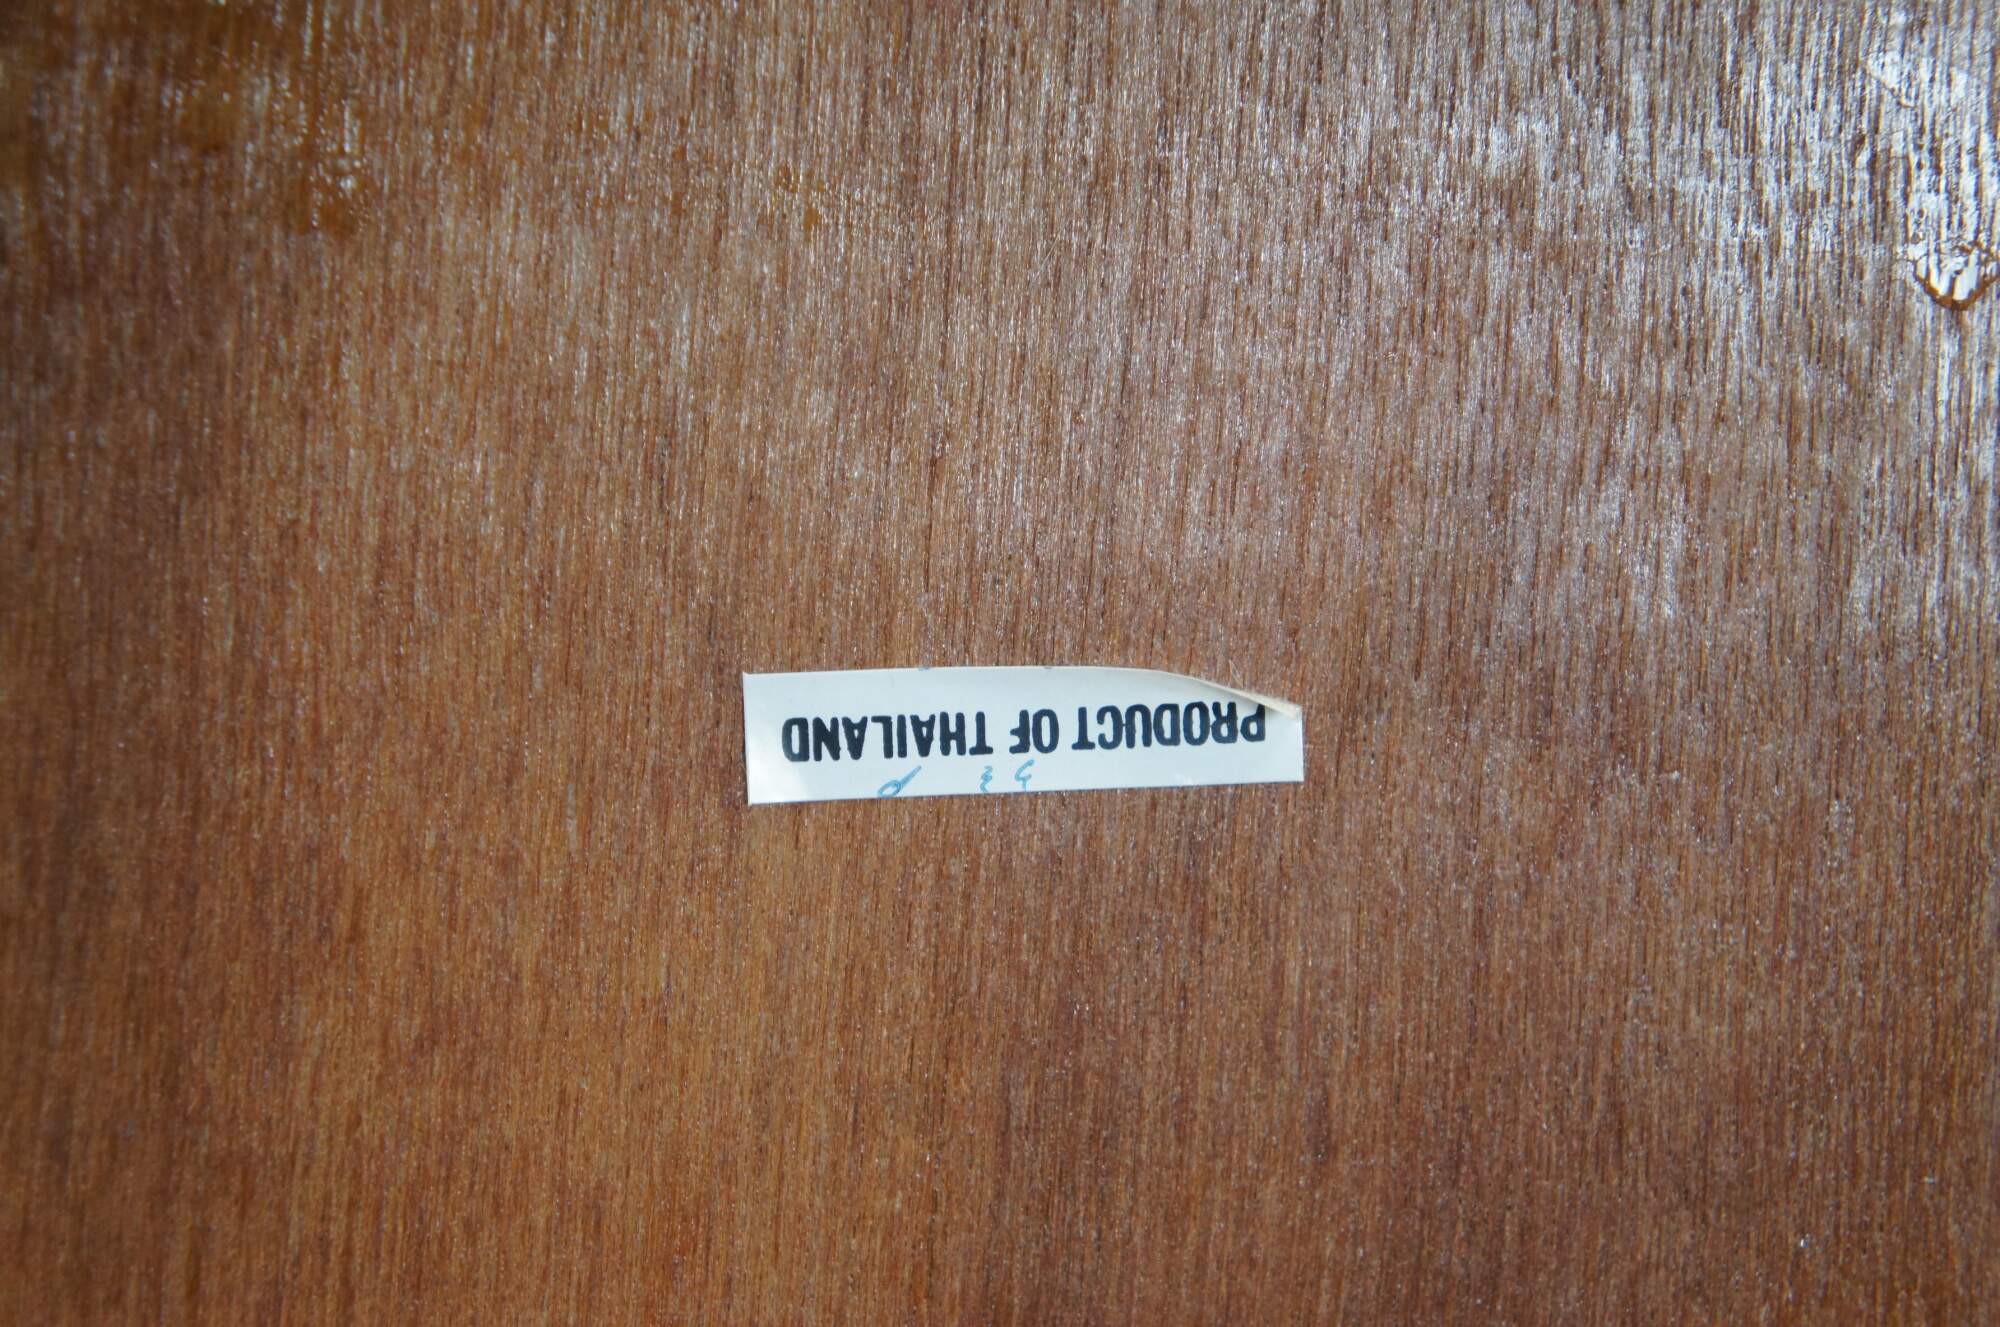 PRODUCT OF THAILAND